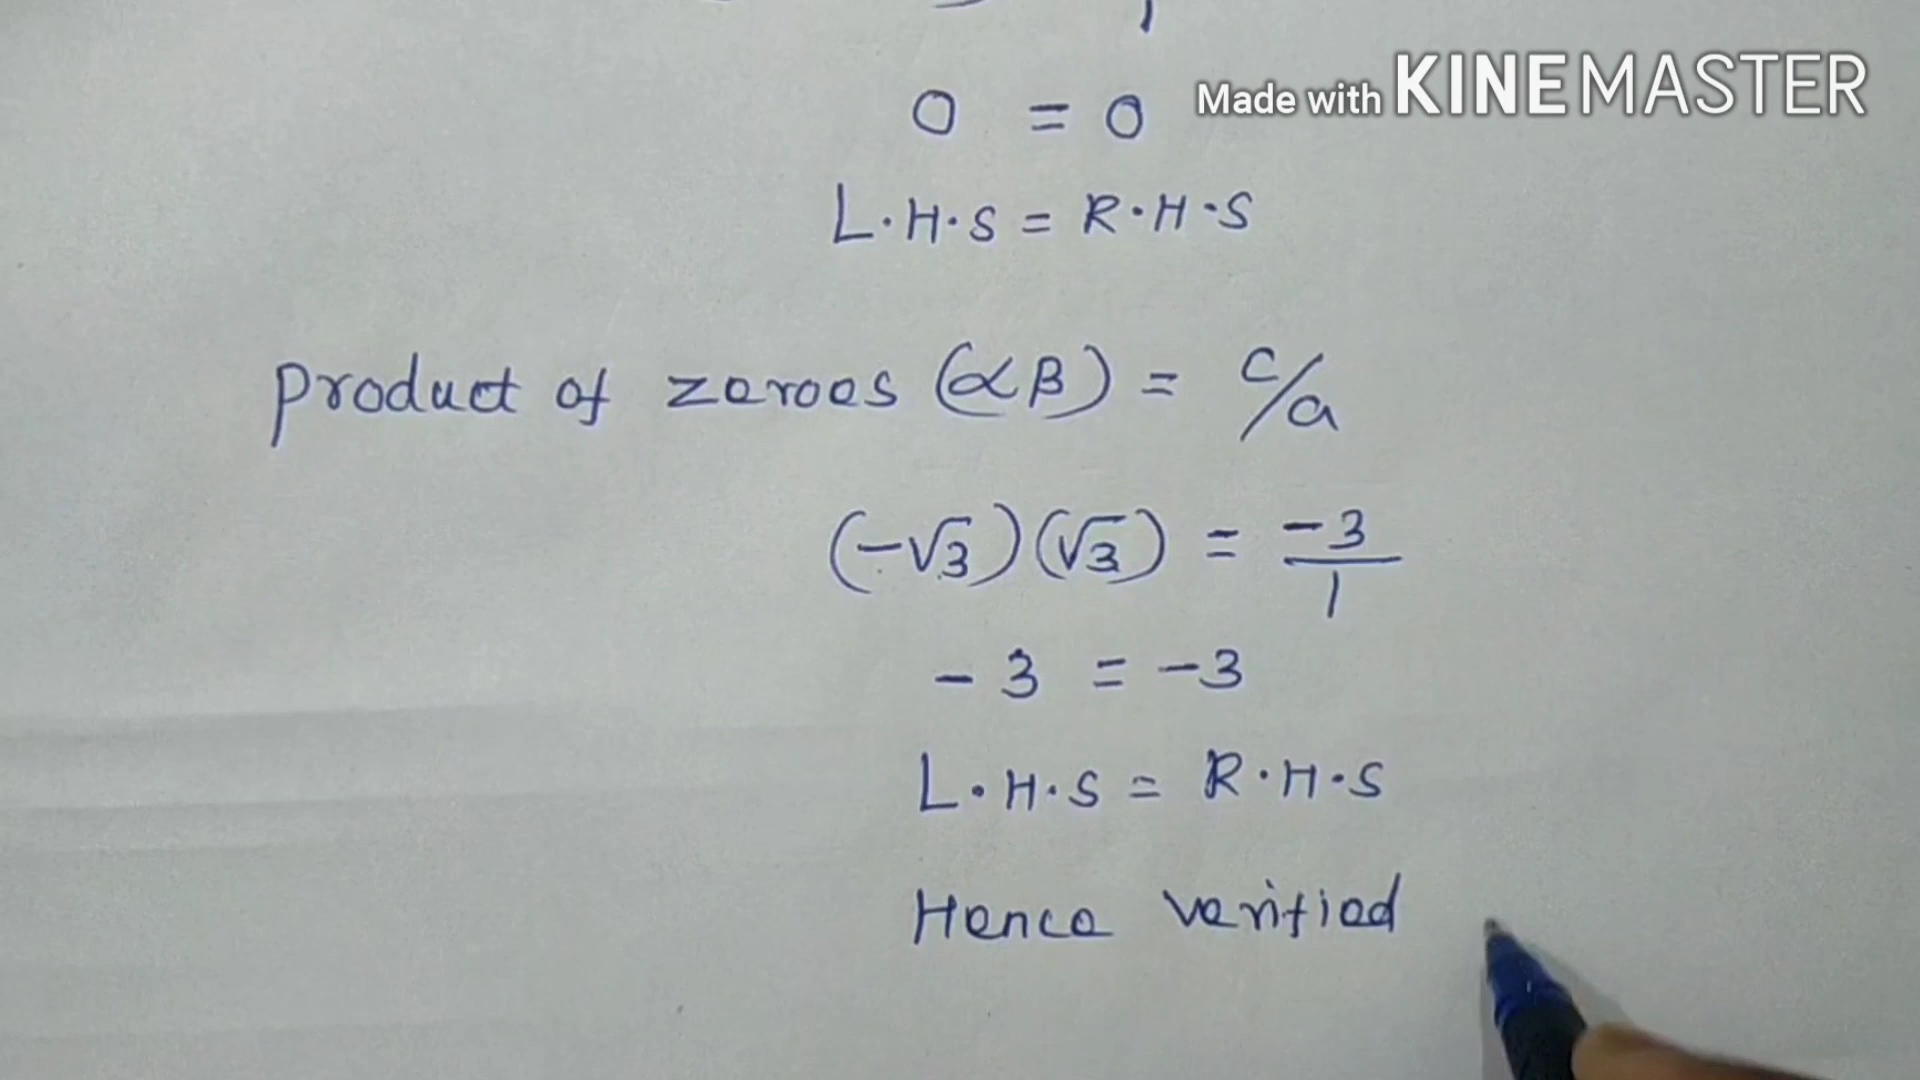 Made with KINEMASTER
0 = 0
L.H.S = R.H.S
product of zeroes (αβ) = c/a
(-√3)(√3) = -3/1
-3 = -3
L.H.S = R.H.S
Hence verified